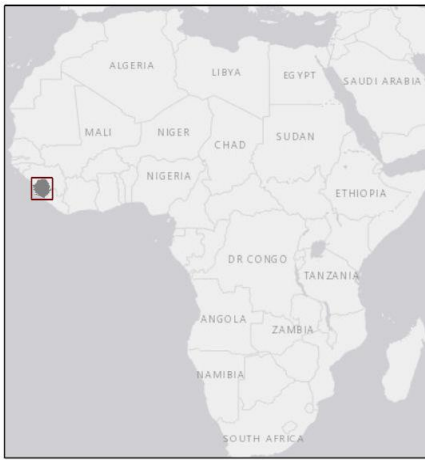 ALGERIA
LIBYA
EGYPT
SAUDI ARABIA
MALI
NIGER
CHAD
SUDAN
NIGERIA
ETHIOPIA
DR CONGO
TANZANIA
ANGOLA
ZAMBIA
NAMIBIA
SOUTH AFRICA